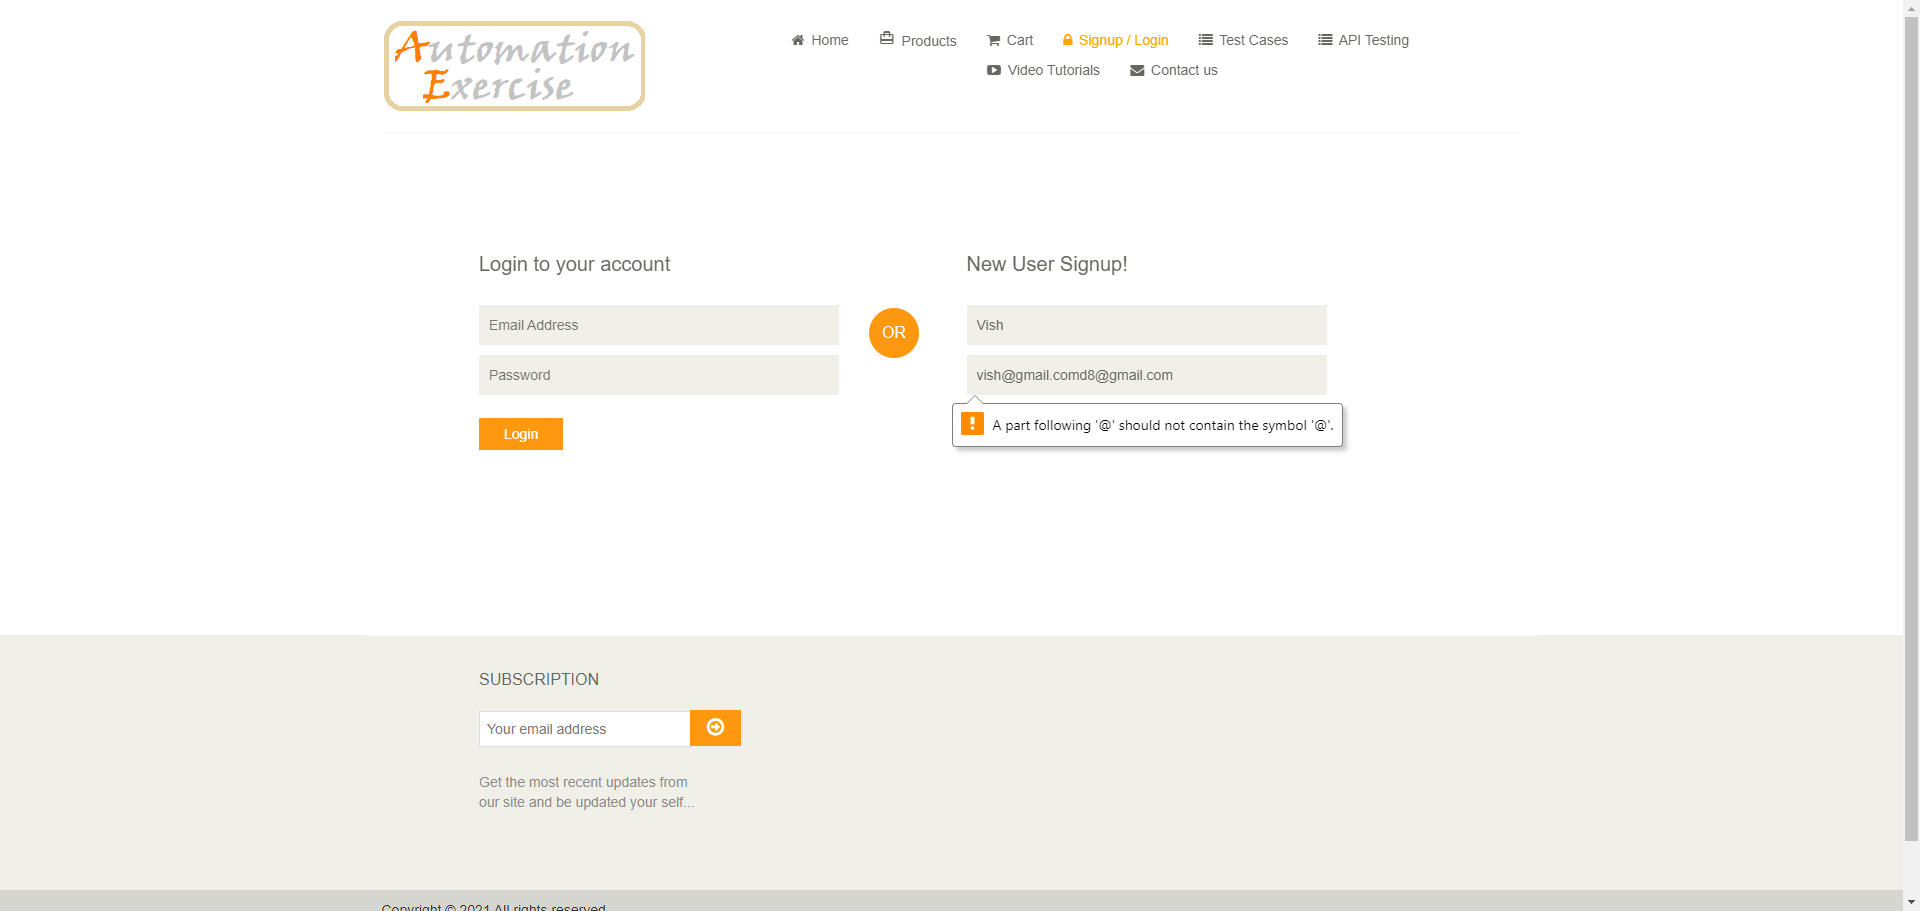 Automation
Exercise
Home
Products
Cart
Signup / Login
Test Cases
API Testing
Video Tutorials
Contact us
Login to your account
Email Address
Password
Login
OR
New User Signup!
Vish
vish@gmail.comd8@gmail.com
A part following '@' should not contain the symbol '@'.
SUBSCRIPTION
Your email address
Get the most recent updates from
our site and be updated your self...
Copyright © 2021 All rights reserved